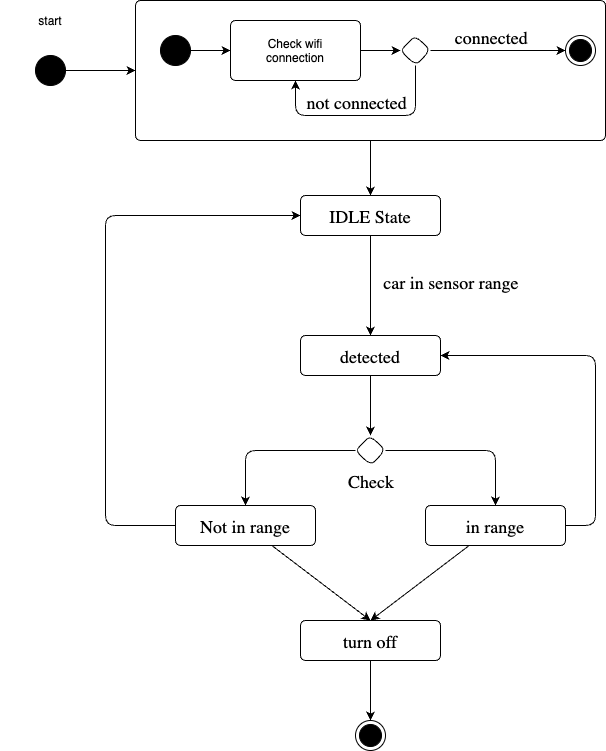 start
Check wifi
connection
connected
not connected
IDLE State
car in sensor range
detected
Check
Not in range
in range
turn off